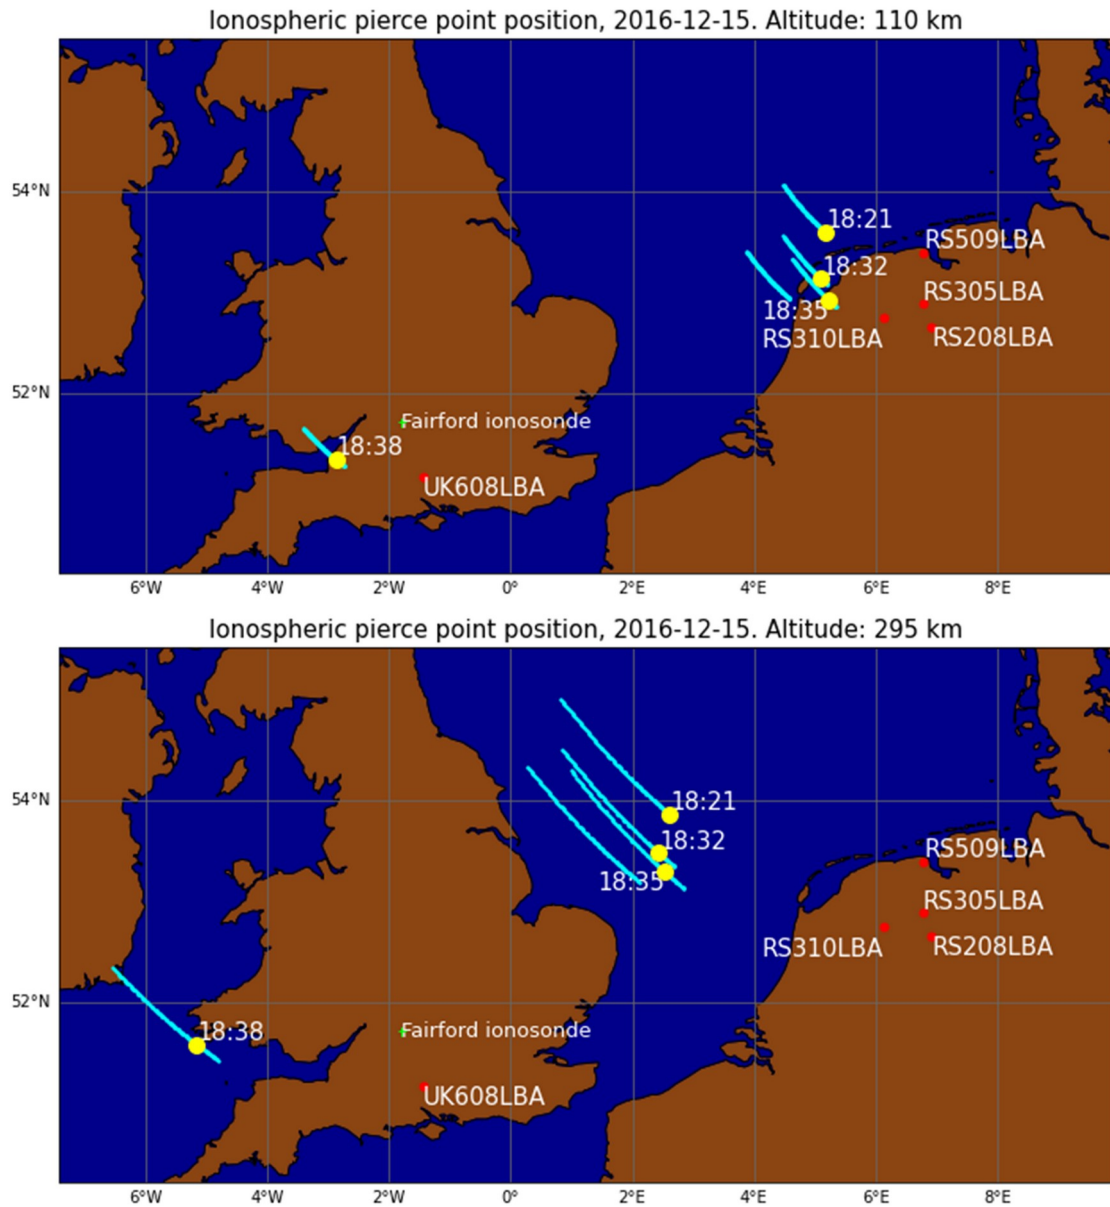 Ionospheric pierce point position, 2016-12-15. Altitude: 110 km
54°N
18:21
RS509LBA
18:32
RS305LBA
18:35
RS310LBA
RS208LBA
52°N
Fairford ionosonde
18:38
UK608LBA
6°W 4°W 2°W 0° 2°E 4°E 6°E 8°E
Ionospheric pierce point position, 2016-12-15. Altitude: 295 km
54°N
18:21
18:32
RS509LBA
18:35
RS305LBA
RS310LBA
RS208LBA
52°N
18:38
Fairford ionosonde
UK608LBA
6°W 4°W 2°W 0° 2°E 4°E 6°E 8°E